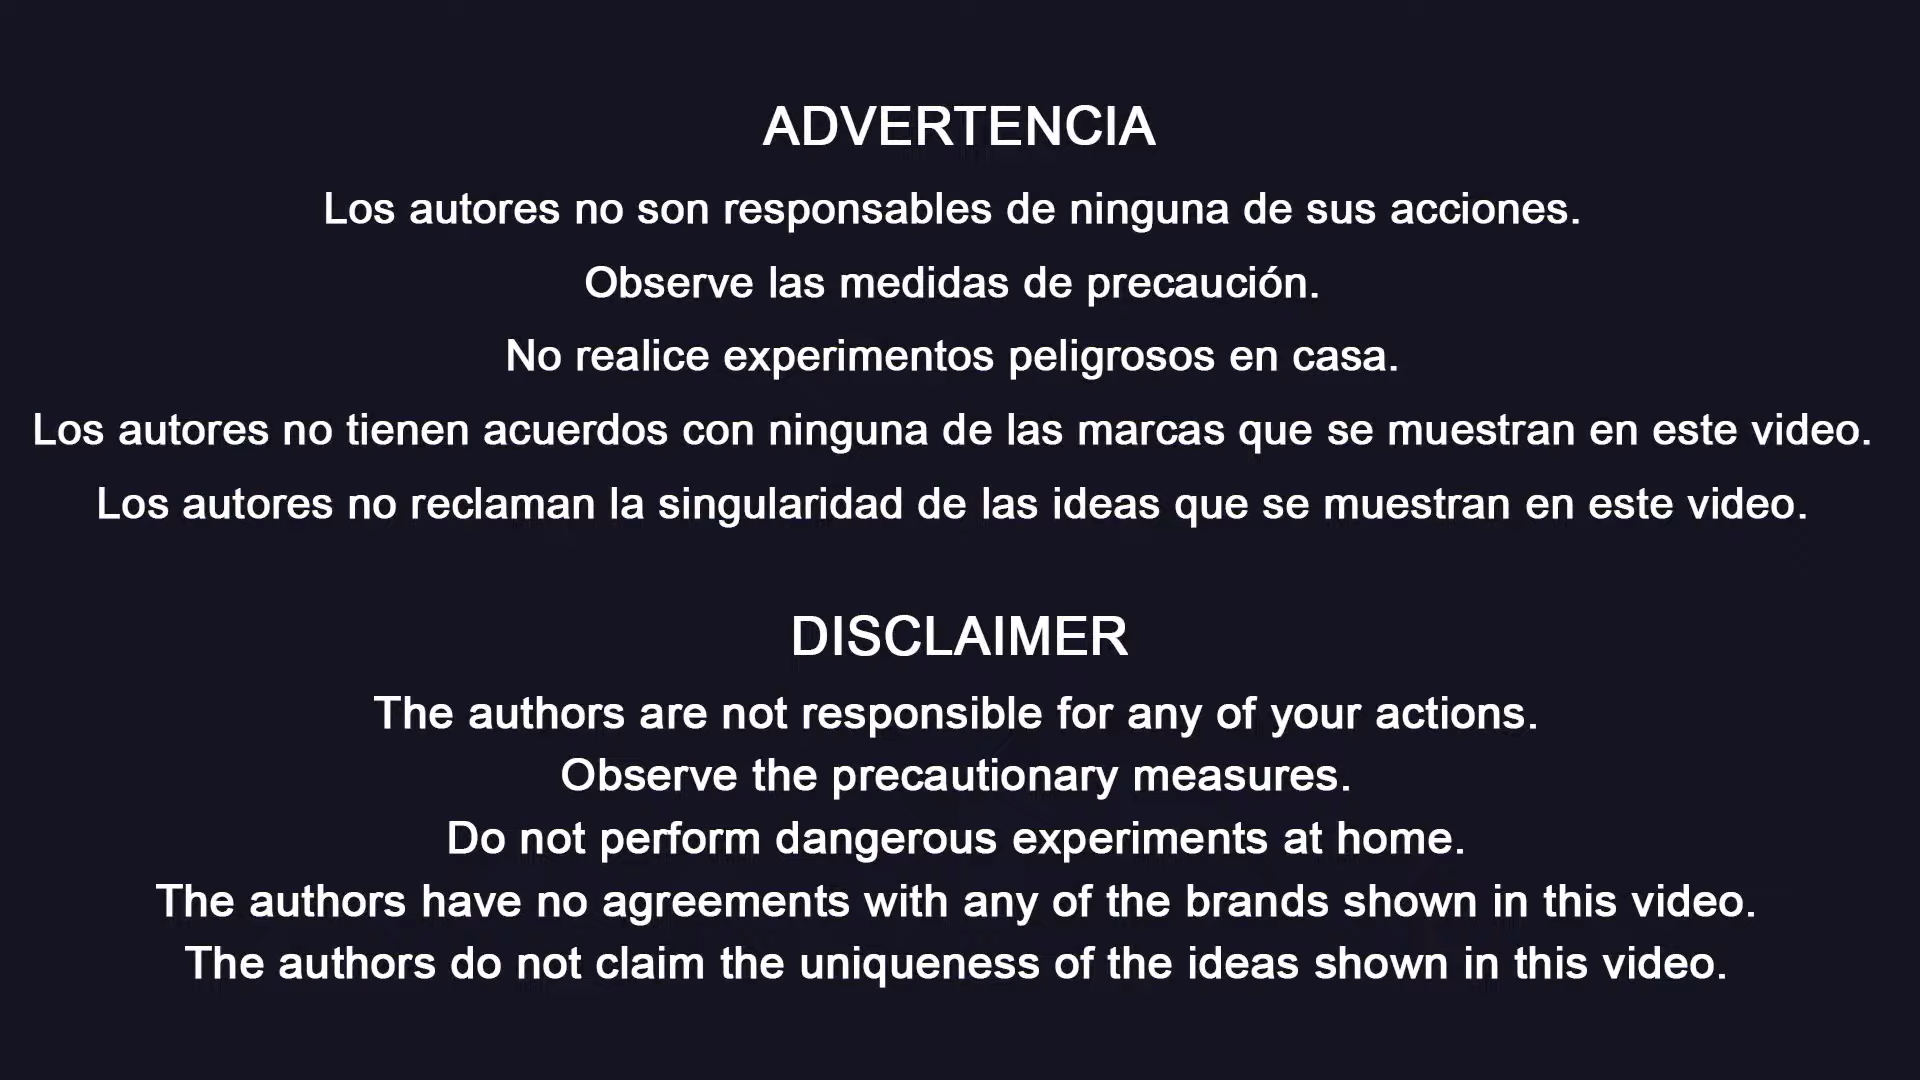 ADVERTENCIA
Los autores no son responsables de ninguna de sus acciones.
Observe las medidas de precaución.
No realice experimentos peligrosos en casa.
Los autores no tienen acuerdos con ninguna de las marcas que se muestran en este video.
Los autores no reclaman la singularidad de las ideas que se muestran en este video.
DISCLAIMER
The authors are not responsible for any of your actions.
Observe the precautionary measures.
Do not perform dangerous experiments at home.
The authors have no agreements with any of the brands shown in this video.
The authors do not claim the uniqueness of the ideas shown in this video.